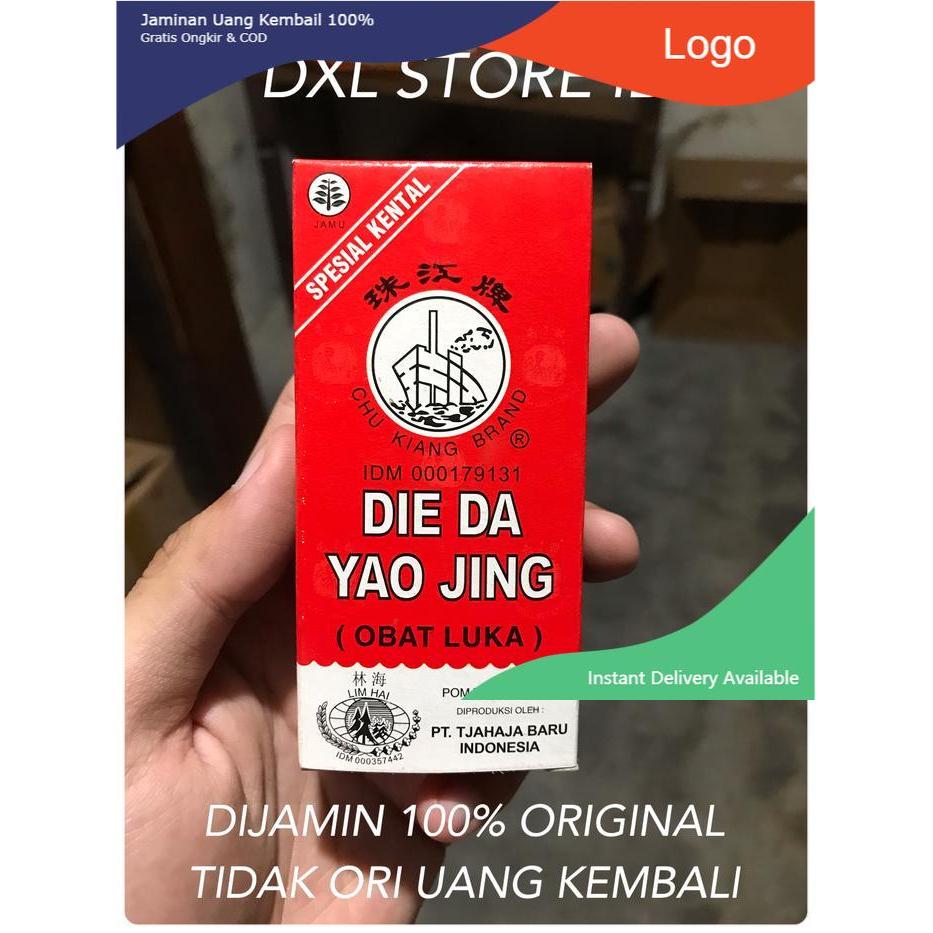 Jaminan Uang Kembail 100%
Gratis Ongkir & COD
Logo
DXL STORE
JAMU
SPESIAL KENTAL
珠江牌
CHU KIANG BRAND
®
IDM 000179131
DIE DA
YAO JING
( OBAT LUKA )
林海
LIM HAI
IDM 000357442
POM
DIPRODUKSI OLEH :
PT. TJAHAJA BARU
INDONESIA
Instant Delivery Available
DIJAMIN 100% ORIGINAL
TIDAK ORI UANG KEMBALI